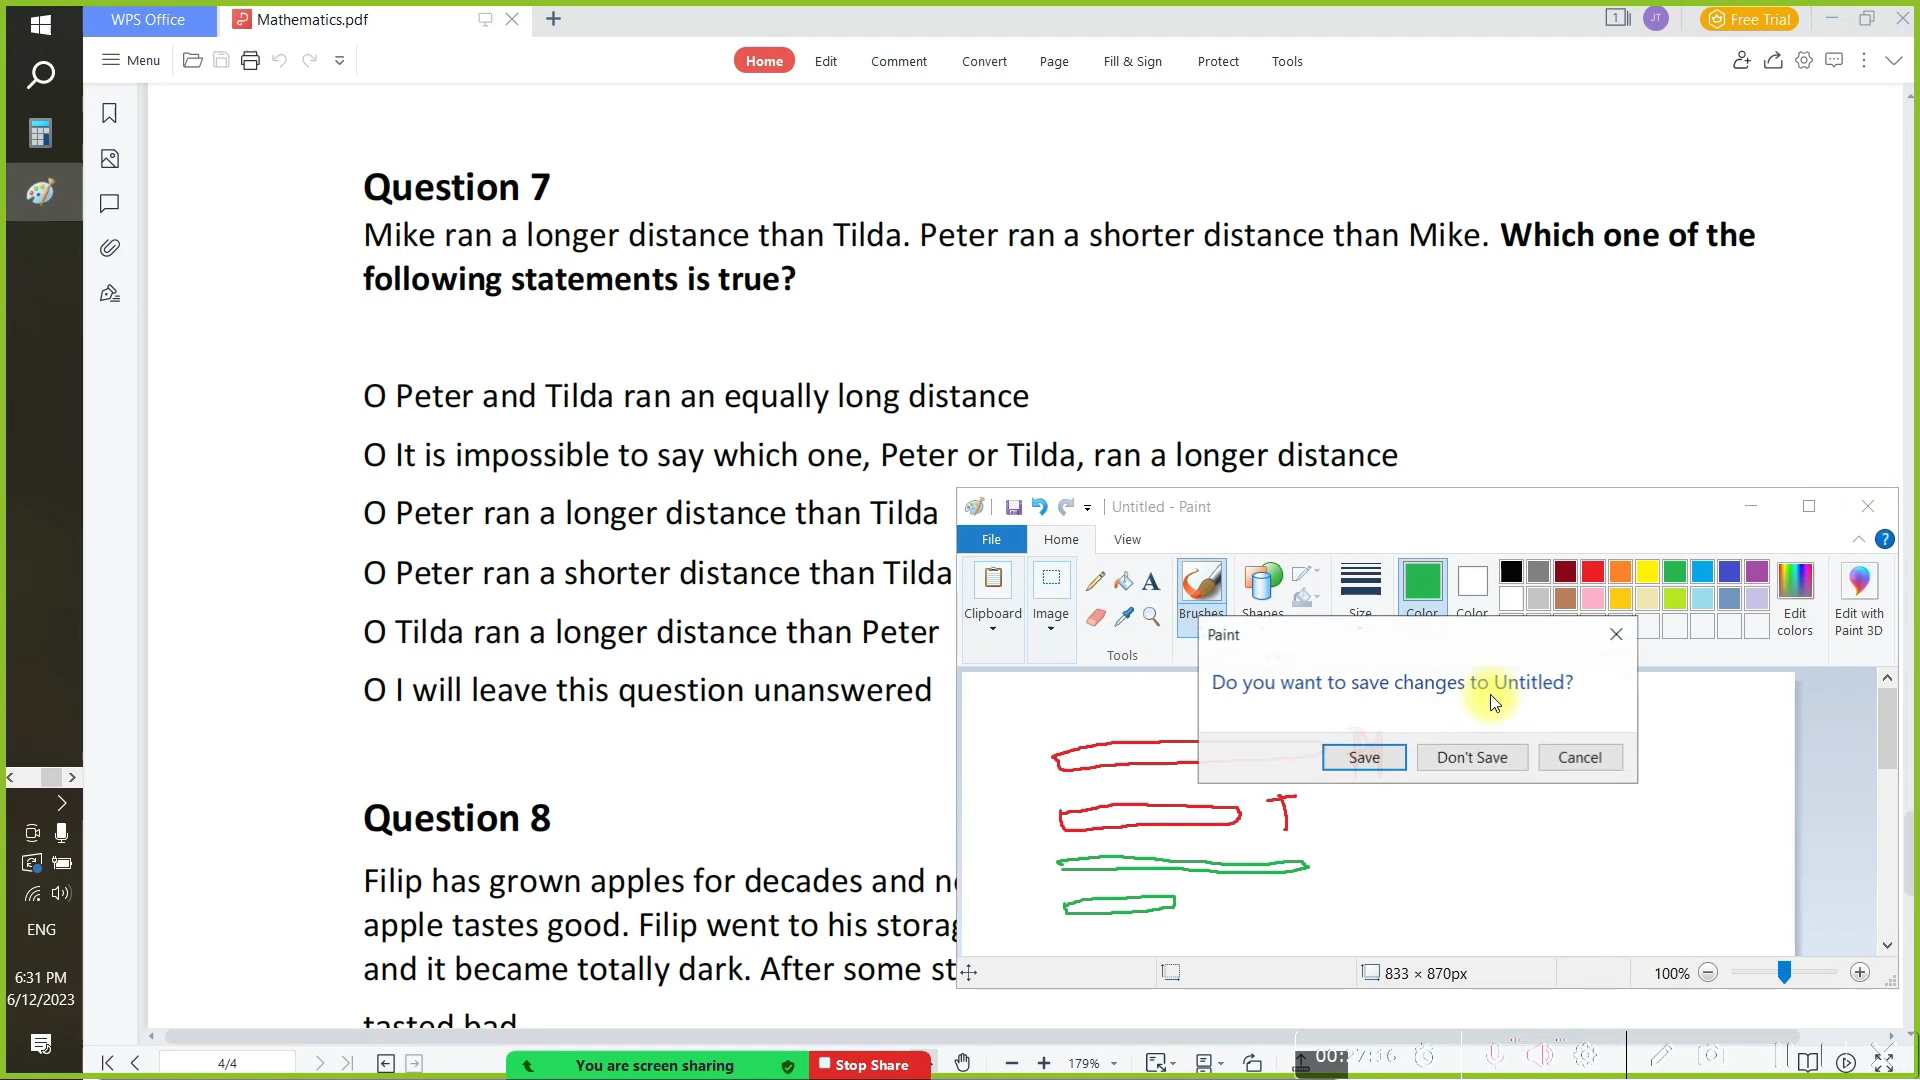 WPS Office
Mathematics.pdf
1
JT
Free Trial
Menu
Home
Edit
Comment
Convert
Page
Fill & Sign
Protect
Tools
Question 7
Mike ran a longer distance than Tilda. Peter ran a shorter distance than Mike. Which one of the
following statements is true?
O Peter and Tilda ran an equally long distance
O It is impossible to say which one, Peter or Tilda, ran a longer distance
O Peter ran a longer distance than Tilda
O Peter ran a shorter distance than Tilda
O Tilda ran a longer distance than Peter
O I will leave this question unanswered
Untitled - Paint
File
Home
View
Clipboard
Image
Tools
Brushes
Shapes
Size
Color
Color
Edit
colors
Edit with
Paint 3D
Paint
Do you want to save changes to Untitled?
Save
Don't Save
Cancel
M
T
833 × 870px
100%
Question 8
Filip has grown apples for decades and
apple tastes good. Filip went to his
and it became totally dark. After some
tasted bad
ENG
6:31 PM
6/12/2023
4/4
You are screen sharing
Stop Share
179%